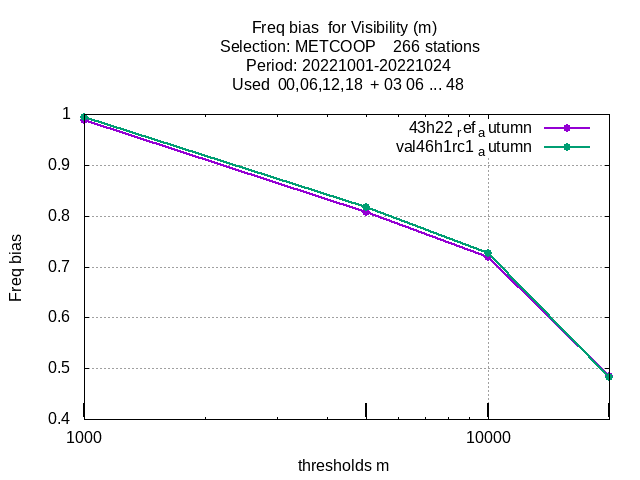 Freq bias  for Visibility (m)
Selection: METCOOP    266 stations
Period: 20221001-20221024
Used  00,06,12,18  + 03 06 ... 48
43h22 ref autumn
val46h1rc1 autumn
1
0.9
0.8
0.7
0.6
0.5
0.4
Freq bias
1000
10000
thresholds m